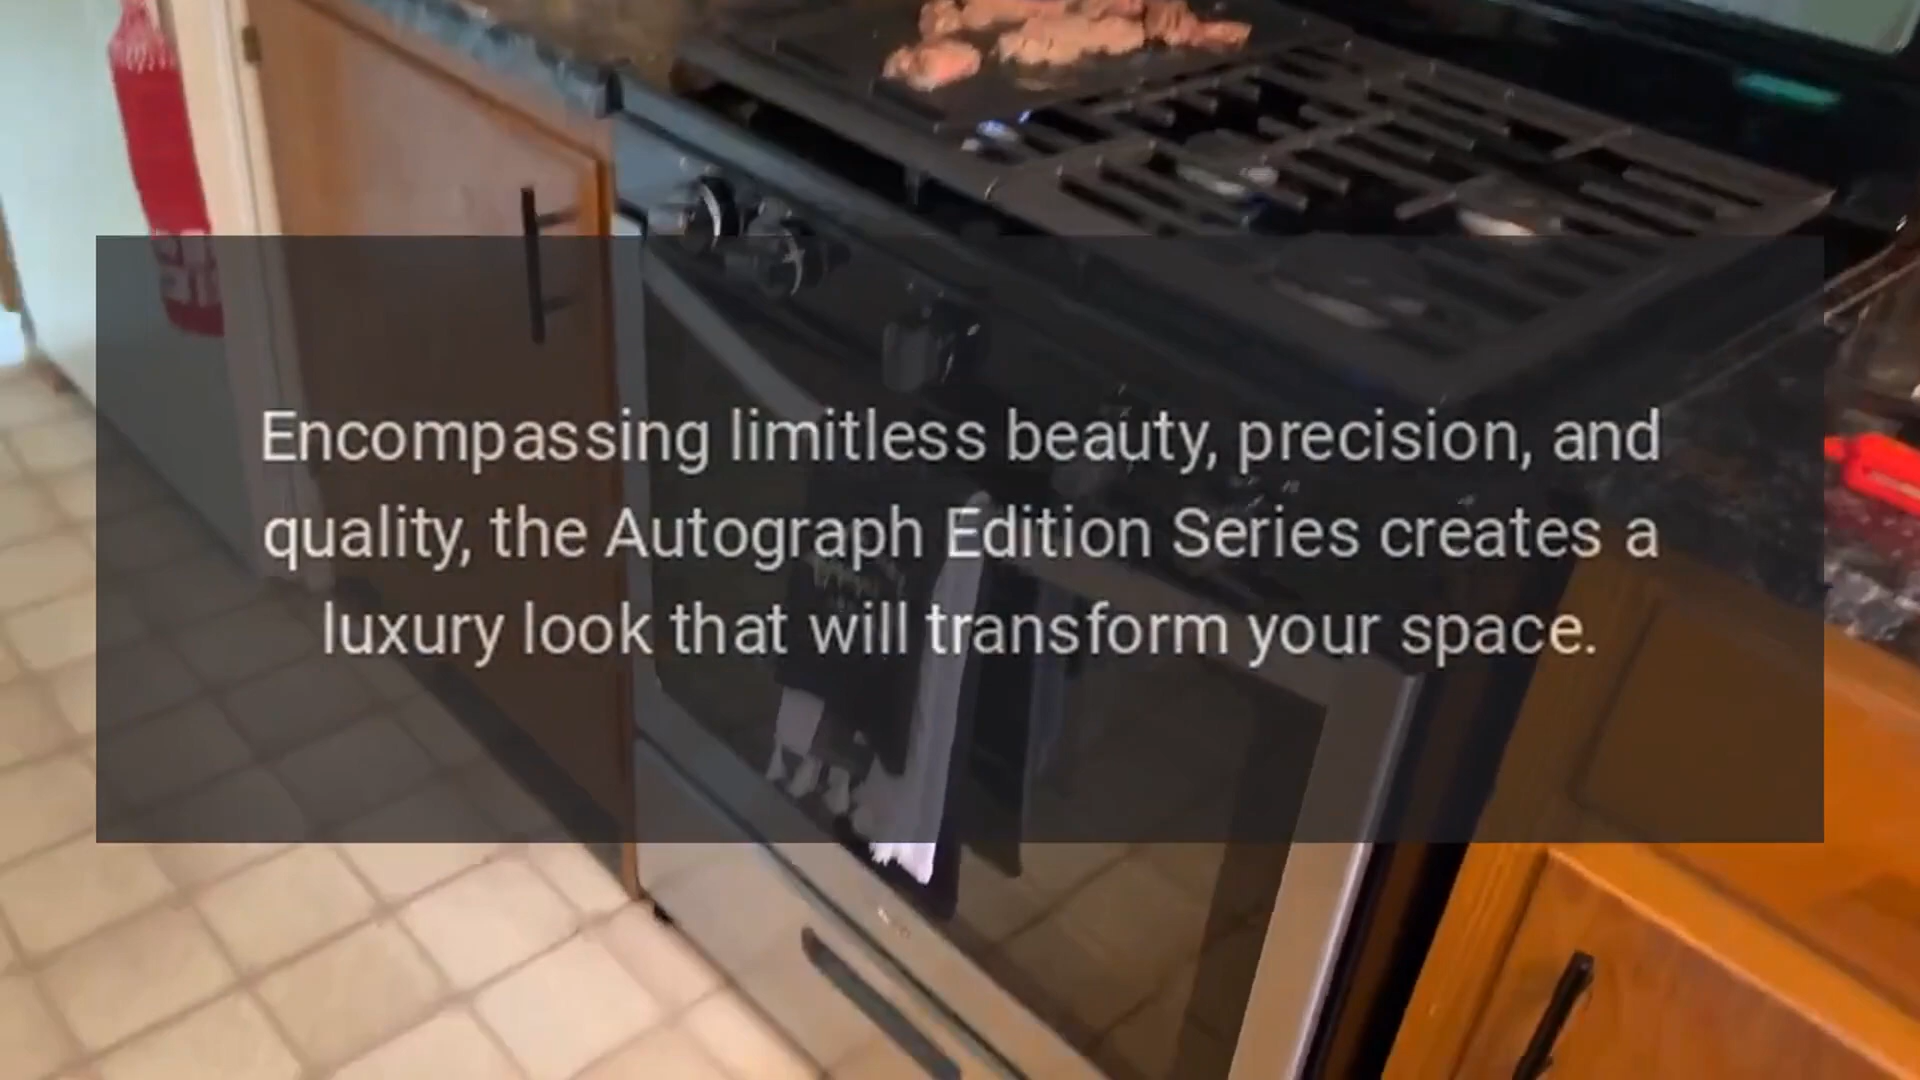 Encompassing limitless beauty, precision, and
quality, the Autograph Edition Series creates a
luxury look that will transform your space.